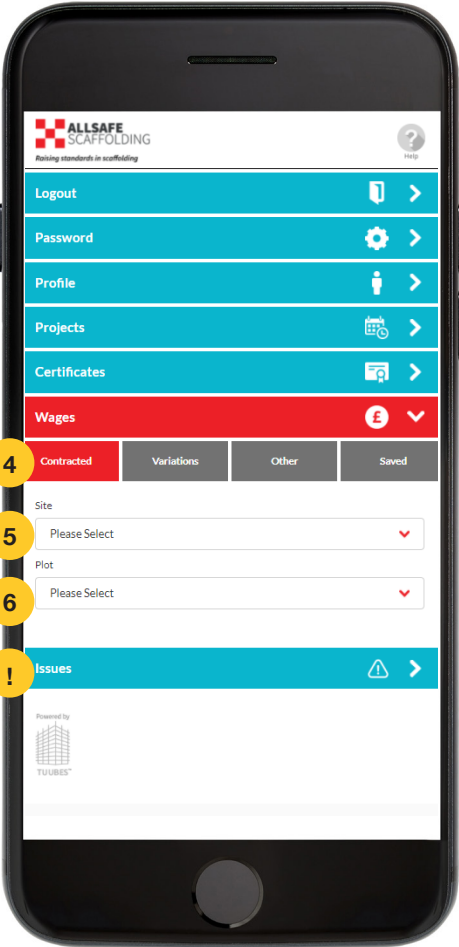 ALLSAFE
SCAFFOLDING
Raising standards in scaffolding
?
Help
Logout
Password
Profile
Projects
Certificates
Wages £
4 Contracted Variations Other Saved
Site
5 Please Select
Plot
6 Please Select
! Issues !
Powered by
TUUBES™